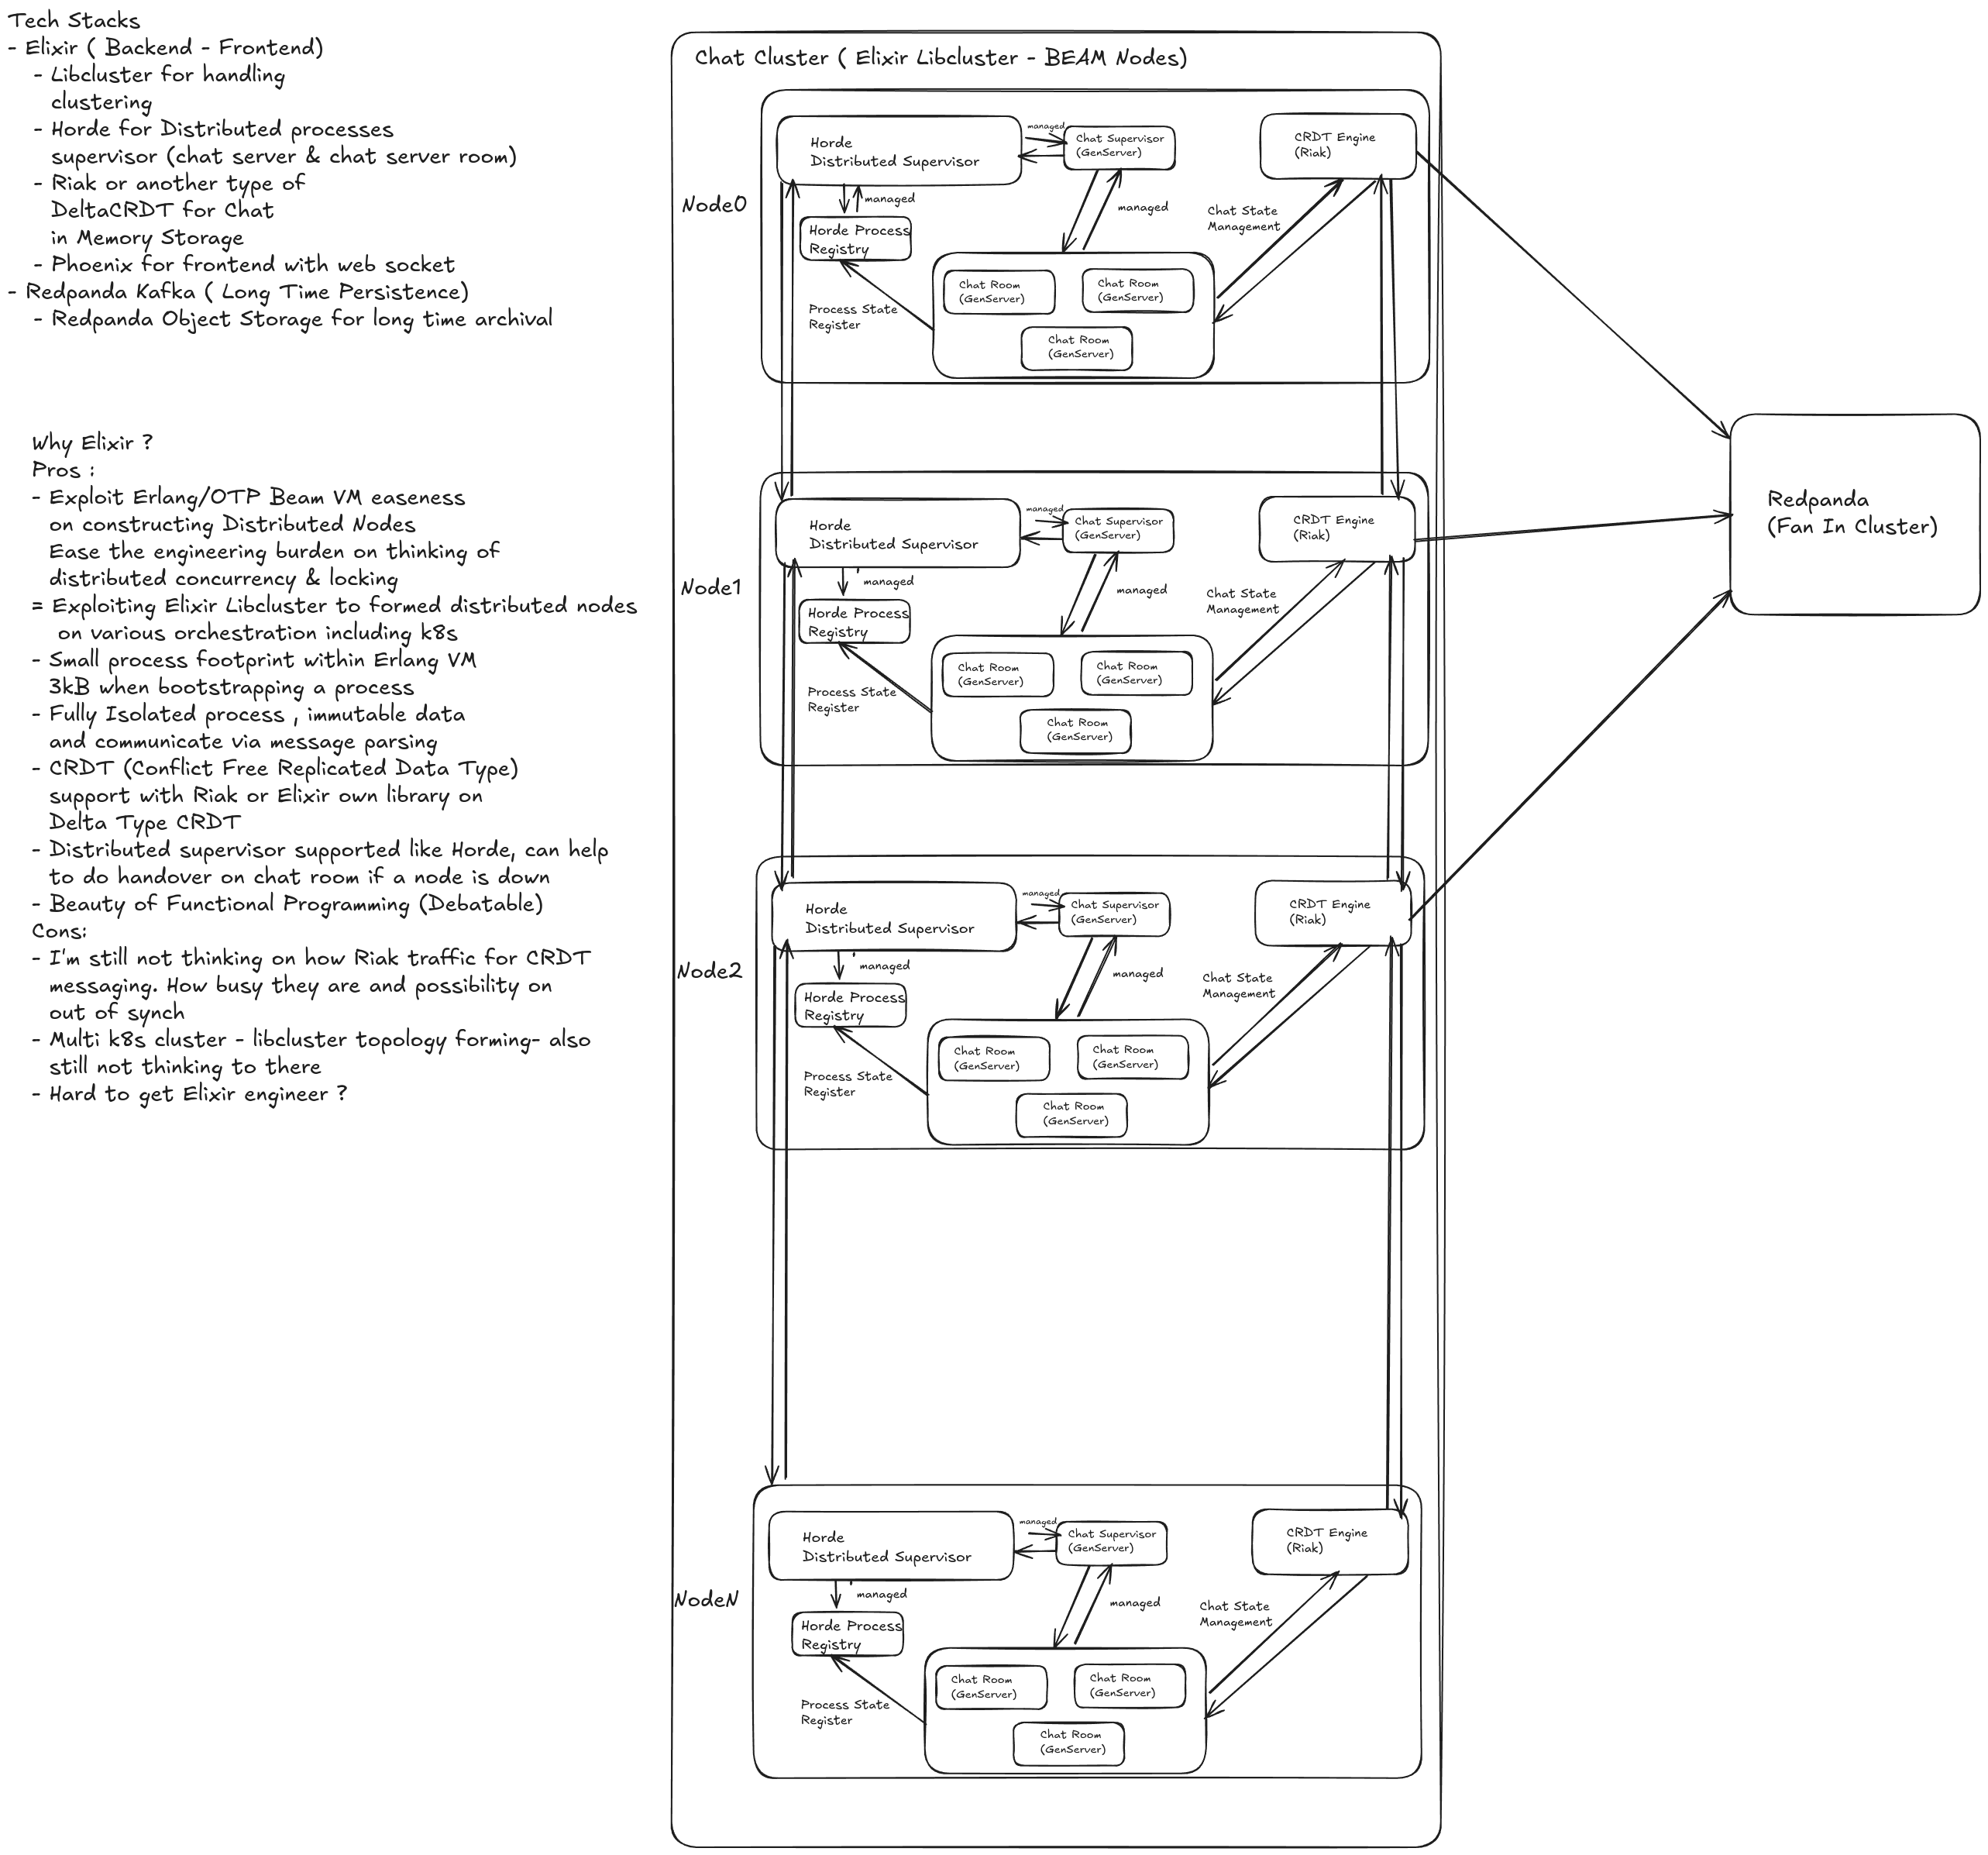 Tech Stacks
- Elixir ( Backend - Frontend)
- Libcluster for handling
clustering
- Horde for Distributed processes
supervisor (chat server & chat server room)
- Riak or another type of
DeltaCRDT for Chat
in Memory Storage
- Phoenix for frontend with web socket
- Redpanda Kafka ( Long Time Persistence)
- Redpanda Object Storage for long time archival
Why Elixir ?
Pros :
- Exploit Erlang/OTP Beam VM easeness
on constructing Distributed Nodes
Ease the engineering burden on thinking of
distributed concurrency & locking
= Exploiting Elixir Libcluster to formed distributed nodes
on various orchestration including k8s
- Small process footprint within Erlang VM
3kB when bootstrapping a process
- Fully Isolated process , immutable data
and communicate via message parsing
- CRDT (Conflict Free Replicated Data Type)
support with Riak or Elixir own library on
Delta Type CRDT
- Distributed supervisor supported like Horde, can help
to do handover on chat room if a node is down
- Beauty of Functional Programming (Debatable)
Cons:
- I'm still not thinking on how Riak traffic for CRDT
messaging. How busy they are and possibility on
out of synch
- Multi k8s cluster - libcluster topology forming- also
still not thinking to there
- Hard to get Elixir engineer ?
Chat Cluster ( Elixir Libcluster - BEAM Nodes)
Node0
Horde
Distributed Supervisor
managed
Chat Supervisor
(GenServer)
CRDT Engine
(Riak)
managed
Horde Process
Registry
managed
Chat State
Management
Process State
Register
Chat Room
(GenServer)
Chat Room
(GenServer)
Chat Room
(GenServer)
Node1
Horde
Distributed Supervisor
managed
Chat Supervisor
(GenServer)
CRDT Engine
(Riak)
managed
Horde Process
Registry
managed
Chat State
Management
Process State
Register
Chat Room
(GenServer)
Chat Room
(GenServer)
Chat Room
(GenServer)
Node2
Horde
Distributed Supervisor
managed
Chat Supervisor
(GenServer)
CRDT Engine
(Riak)
managed
Horde Process
Registry
managed
Chat State
Management
Process State
Register
Chat Room
(GenServer)
Chat Room
(GenServer)
Chat Room
(GenServer)
NodeN
Horde
Distributed Supervisor
managed
Chat Supervisor
(GenServer)
CRDT Engine
(Riak)
managed
Horde Process
Registry
managed
Chat State
Management
Process State
Register
Chat Room
(GenServer)
Chat Room
(GenServer)
Chat Room
(GenServer)
Redpanda
(Fan In Cluster)